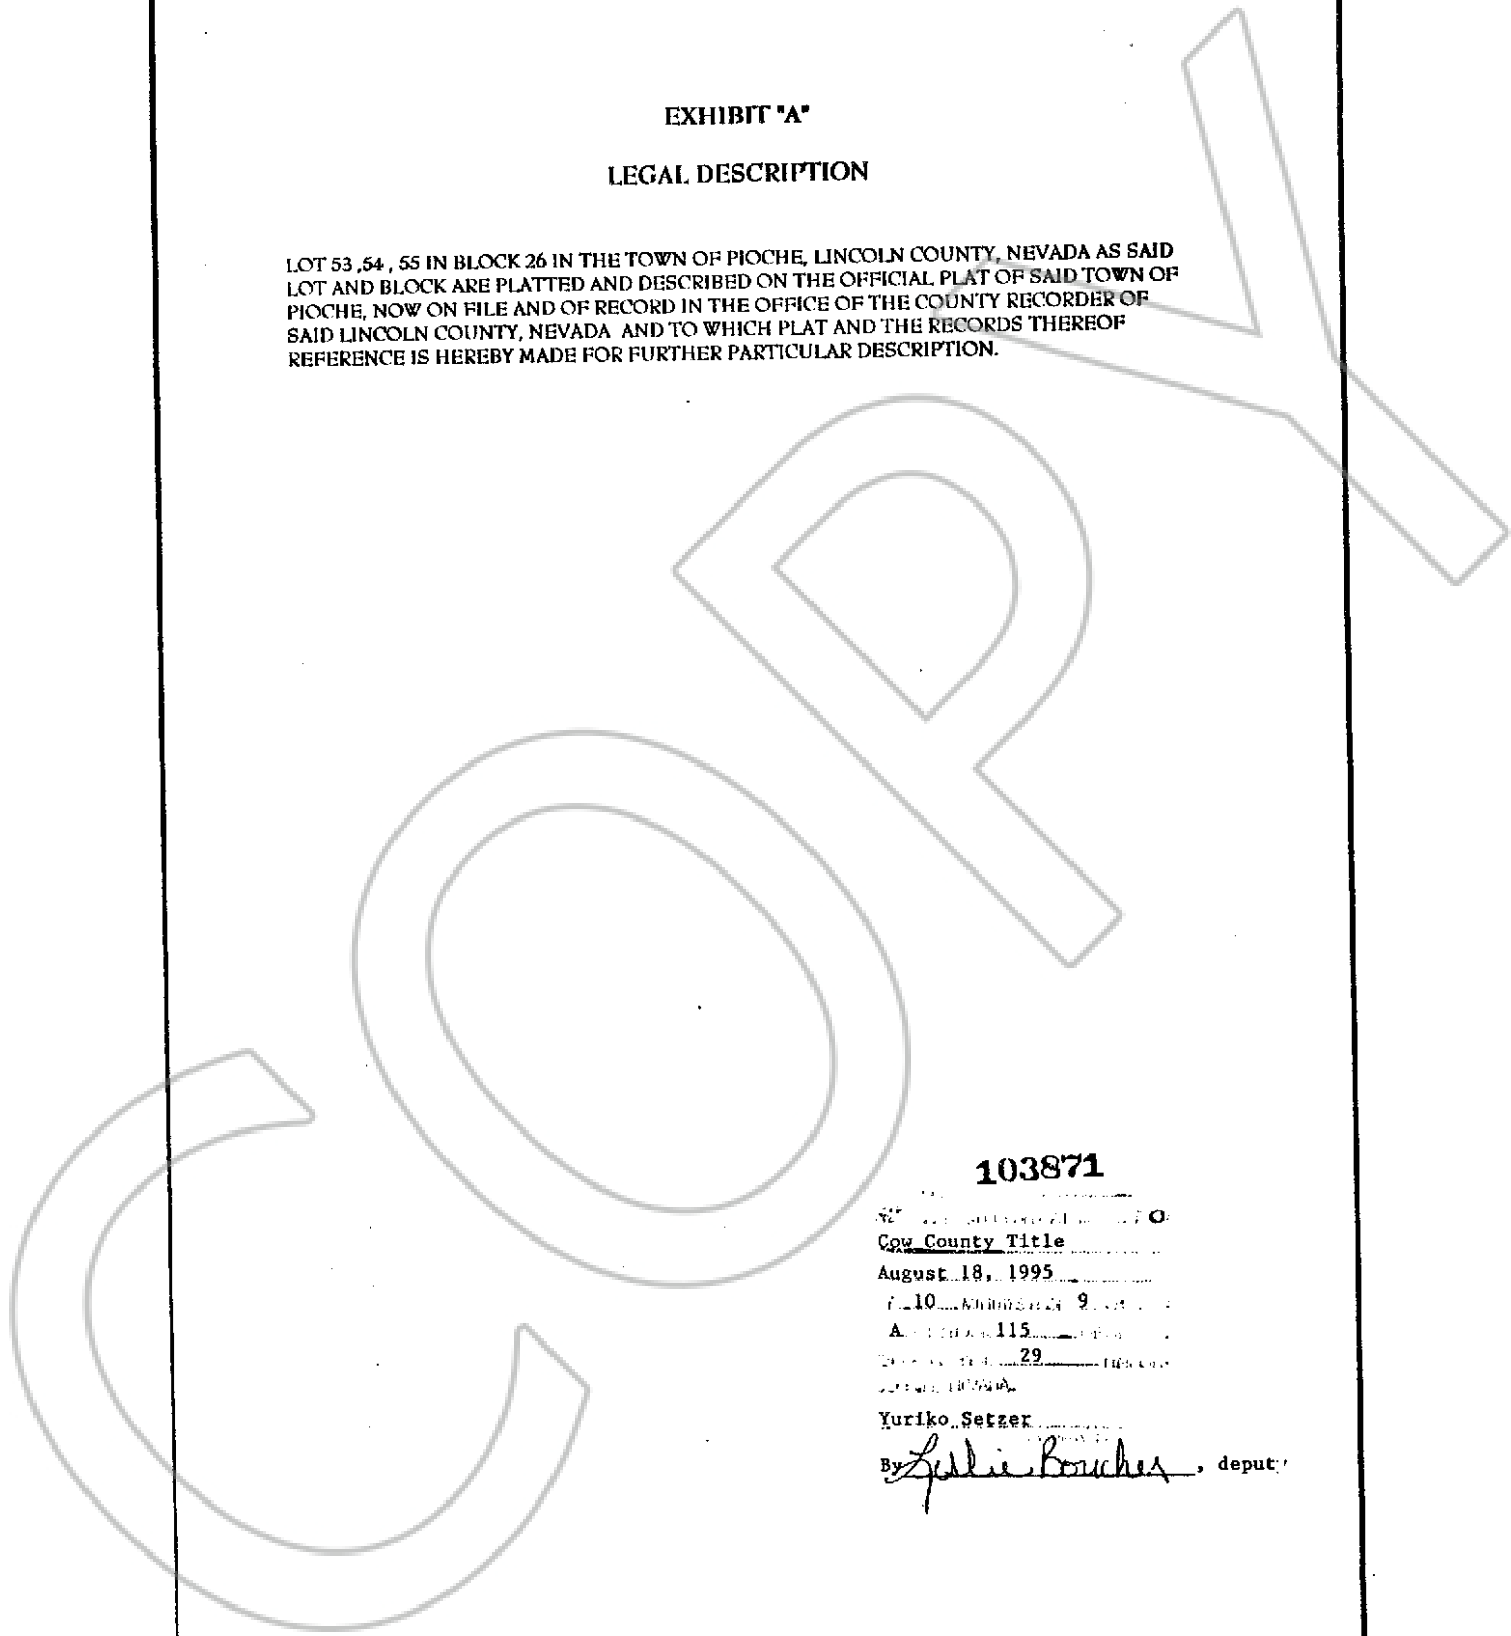 EXHIBIT "A"
LEGAL DESCRIPTION
LOT 53 ,54 , 55 IN BLOCK 26 IN THE TOWN OF PIOCHE, LINCOLN COUNTY, NEVADA AS SAID
LOT AND BLOCK ARE PLATTED AND DESCRIBED ON THE OFFICIAL PLAT OF SAID TOWN OF
PIOCHE, NOW ON FILE AND OF RECORD IN THE OFFICE OF THE COUNTY RECORDER OF
SAID LINCOLN COUNTY, NEVADA AND TO WHICH PLAT AND THE RECORDS THEREOF
REFERENCE IS HEREBY MADE FOR FURTHER PARTICULAR DESCRIPTION.
COPY
103871
Cow County Title
August 18, 1995
10 9
A 115
29
Yuriko Setzer
By Leslie Boucher, deputy